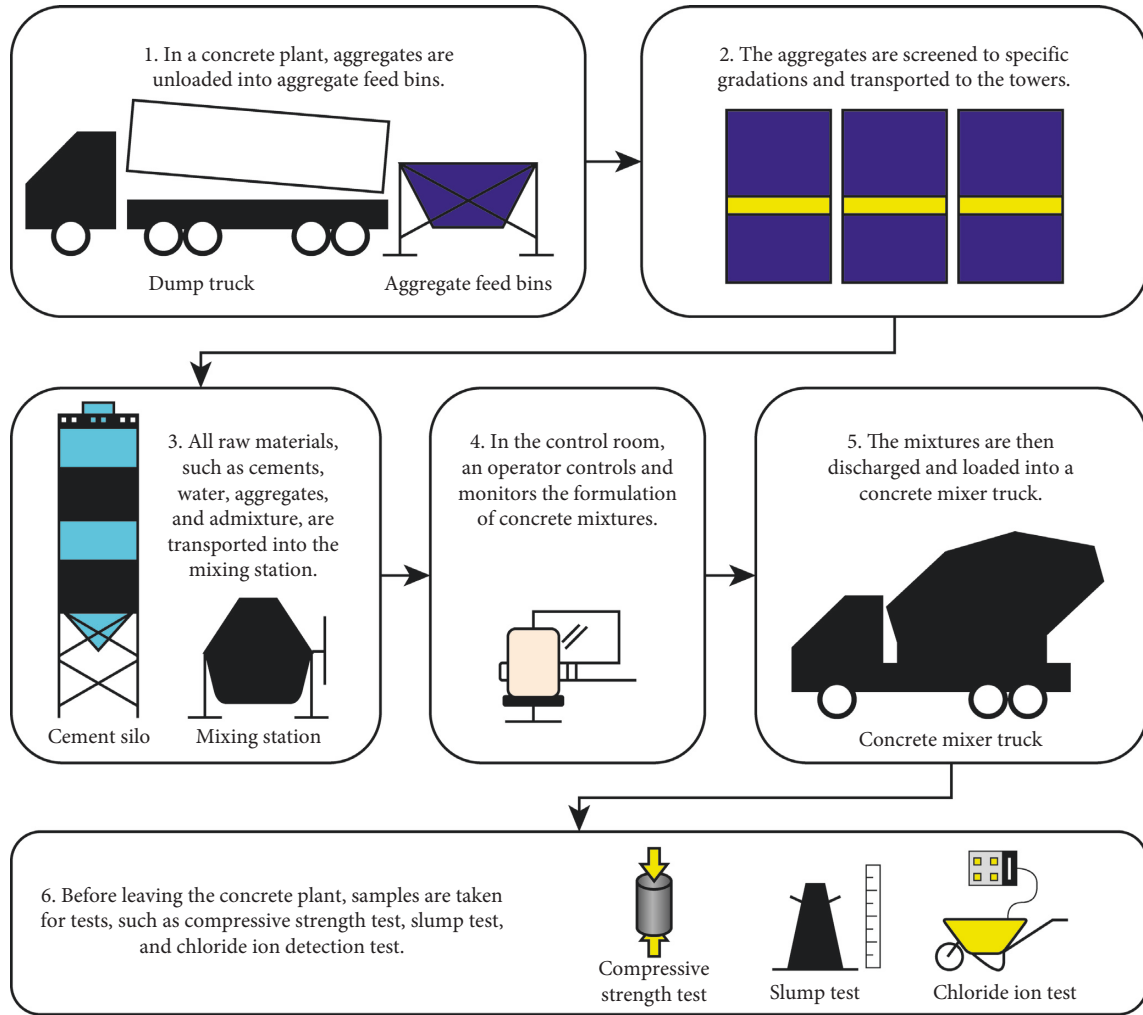 1. In a concrete plant, aggregates are
unloaded into aggregate feed bins.
Dump truck
Aggregate feed bins
2. The aggregates are screened to specific
gradations and transported to the towers.
3. All raw materials,
such as cements,
water, aggregates,
and admixture, are
transported into the
mixing station.
Cement silo
Mixing station
4. In the control room,
an operator controls and
monitors the formulation
of concrete mixtures.
5. The mixtures are then
discharged and loaded into a
concrete mixer truck.
Concrete mixer truck
6. Before leaving the concrete plant, samples are taken
for tests, such as compressive strength test, slump test,
and chloride ion detection test.
Compressive
strength test
Slump test
Chloride ion test